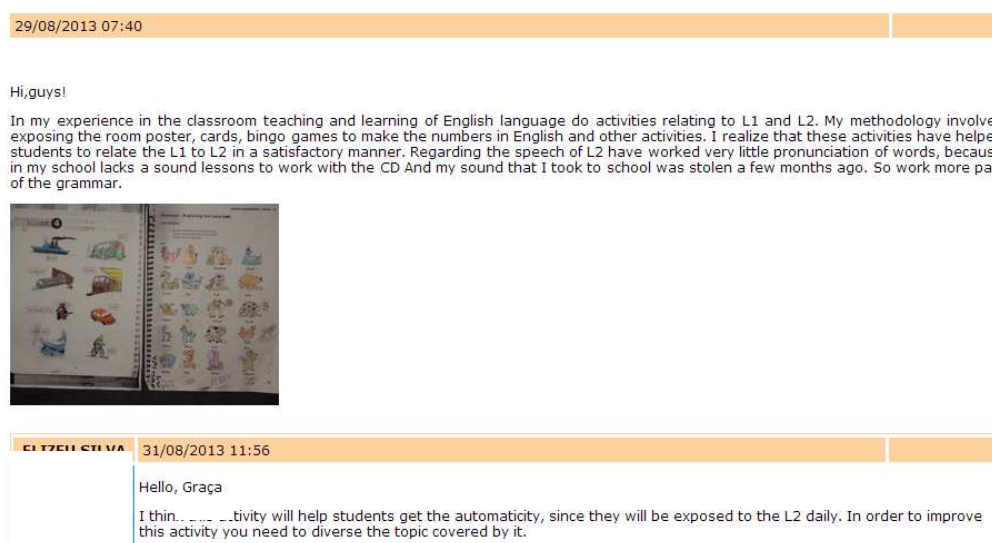 29/08/2013 07:40
Hi,guys!
In my experience in the classroom teaching and learning of English language do activities relating to L1 and L2. My methodology involve
exposing the room poster, cards, bingo games to make the numbers in English and other activities. I realize that these activities have helpe
students to relate the L1 to L2 in a satisfactory manner. Regarding the speech of L2 have worked very little pronunciation of words, becaus
in my school lacks a sound lessons to work with the CD And my sound that I took to school was stolen a few months ago. So work more pa
of the grammar.
ELIZEU SILVA 31/08/2013 11:56
Hello, Graça
I thin tivity will help students get the automaticity, since they will be exposed to the L2 daily. In order to improve
this activity you need to diverse the topic covered by it.